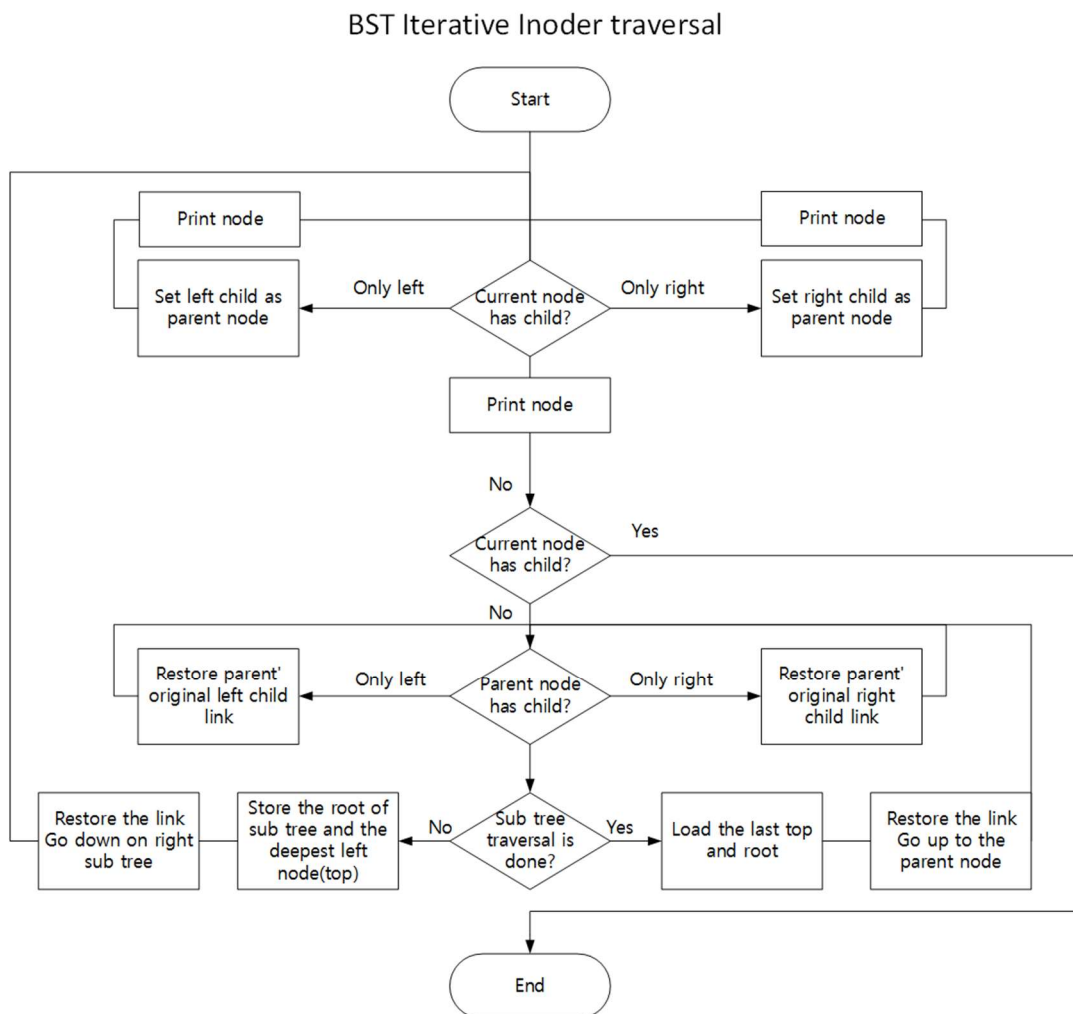 BST Iterative Inoder traversal
Start
Print node
Print node
Set left child as
parent node
Only left
Current node
has child?
Only right
Set right child as
parent node
Print node
No
Current node
has child?
Yes
No
Restore parent'
original left child
link
Only left
Parent node
has child?
Only right
Restore parent'
original right
child link
Restore the link
Go down on right
sub tree
Store the root of
sub tree and the
deepest left
node(top)
No
Sub tree
traversal is
done?
Yes
Load the last top
and root
Restore the link
Go up to the
parent node
End